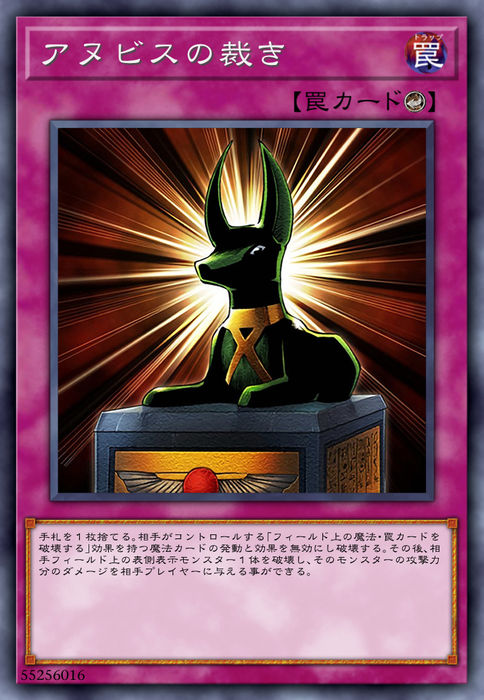 アヌビスの裁き
トラップ
罠
【罠カード】
手札を1枚捨てる。相手がコントロールする「フィールド上の魔法・罠カードを
破壊する」効果を持つ魔法カードの発動と効果を無効にし破壊する。その後、相
手フィールド上の表側表示モンスター1体を破壊し、そのモンスターの攻撃力
分のダメージを相手プレイヤーに与える事ができる。
55256016